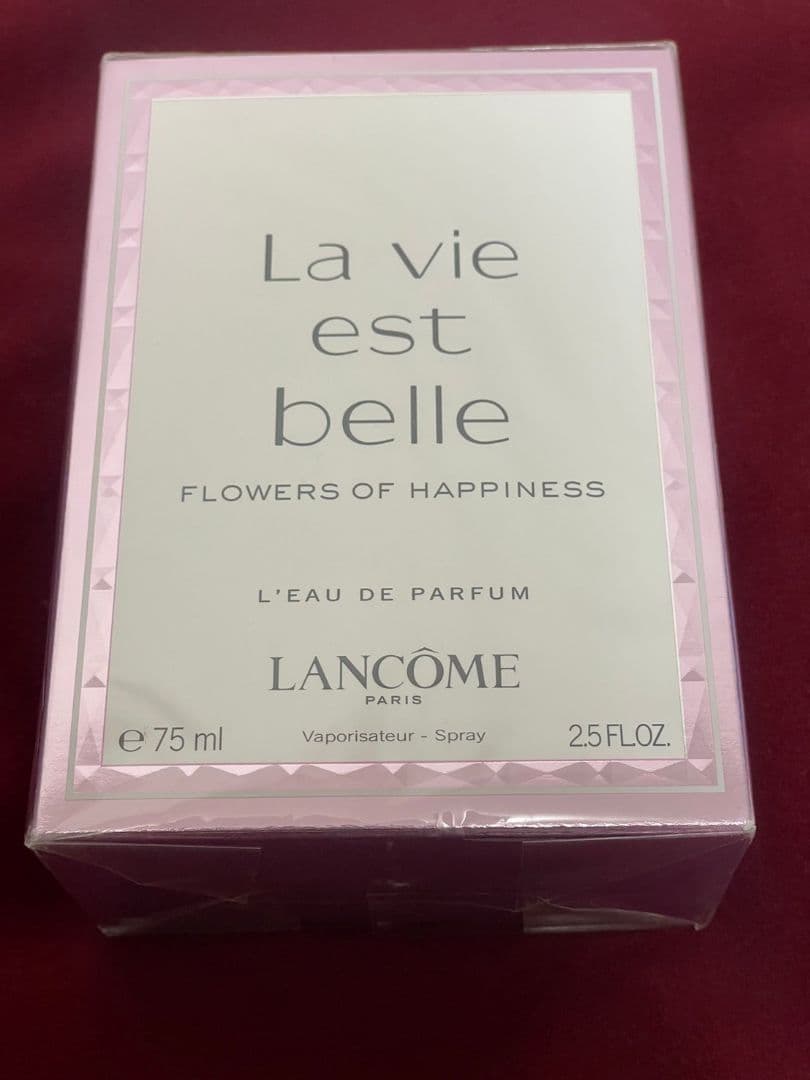 La vie
est
belle
FLOWERS OF HAPPINESS
L'EAU DE PARFUM
LANCÔME
PARIS
℮ 75 ml Vaporisateur - Spray 2.5 FL.OZ.